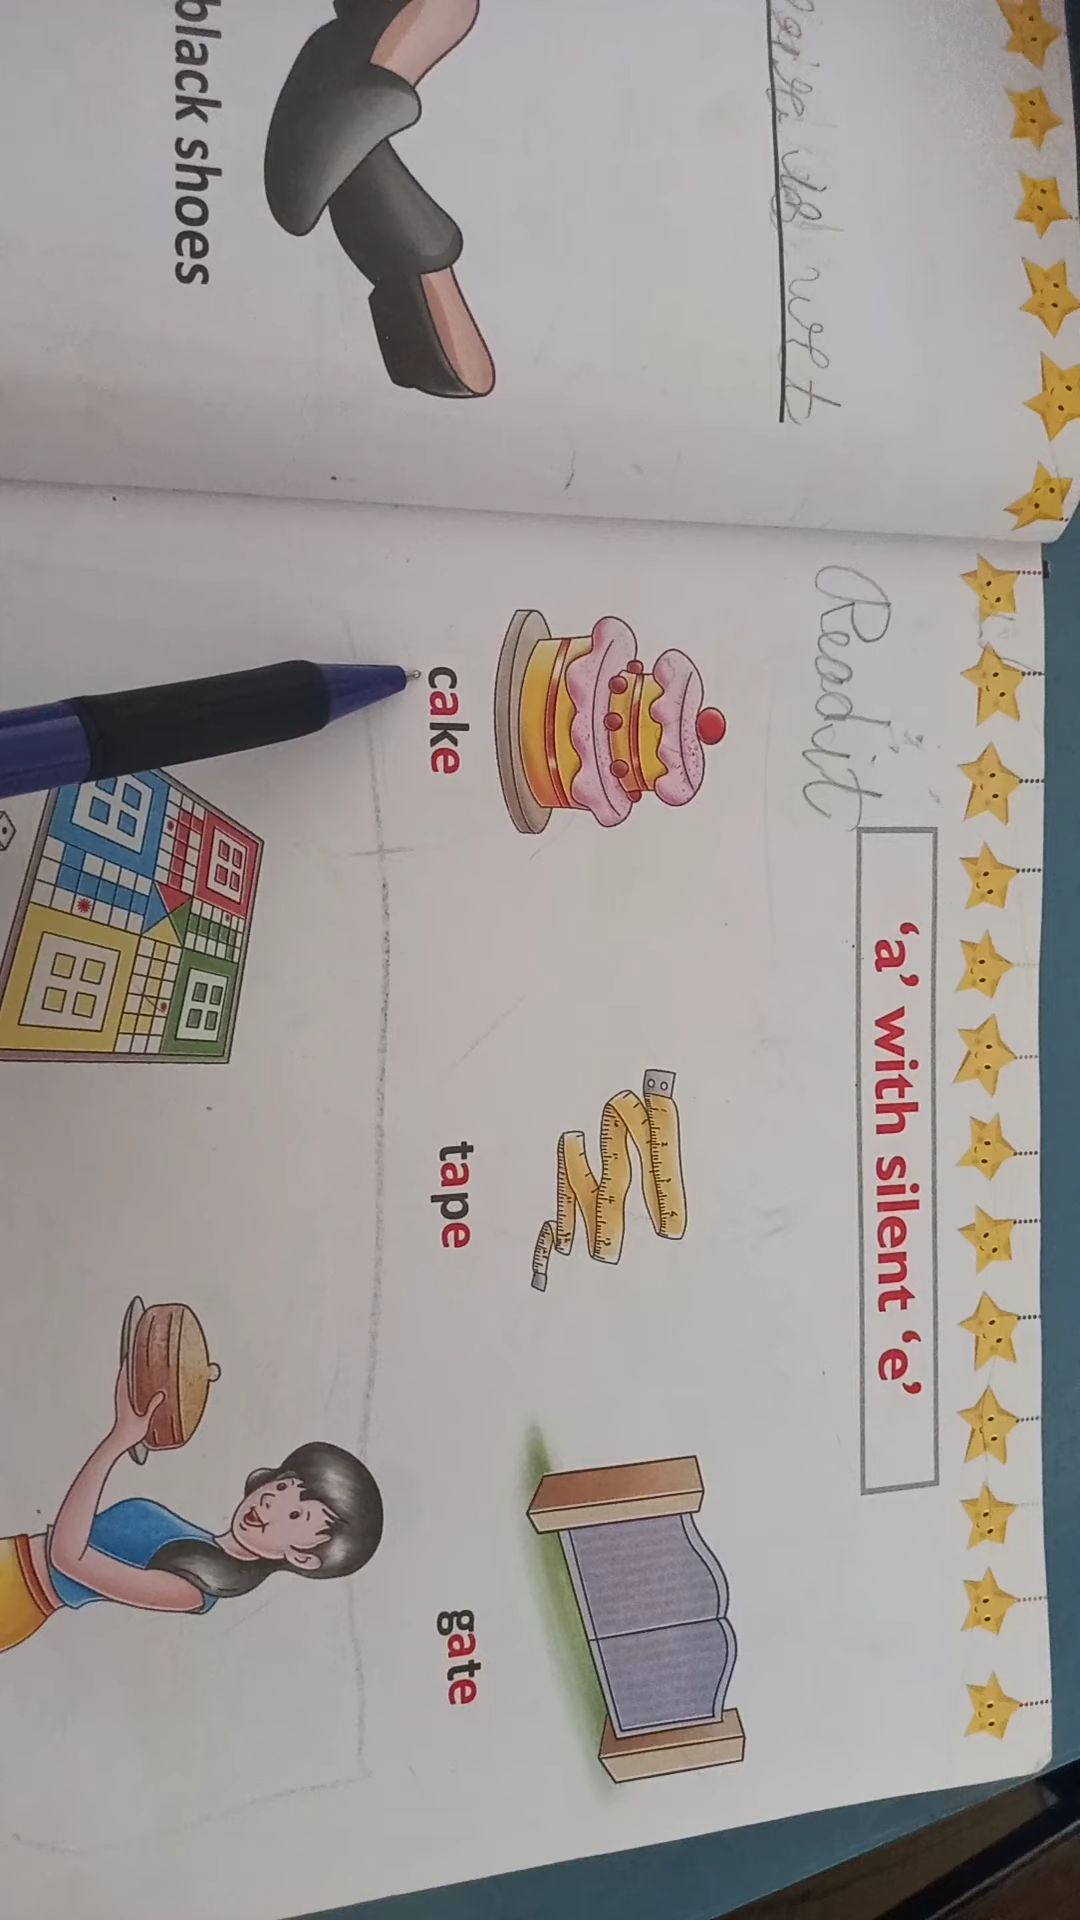 black shoes
Read it
‘a’ with silent ‘e’
cake
tape
gate